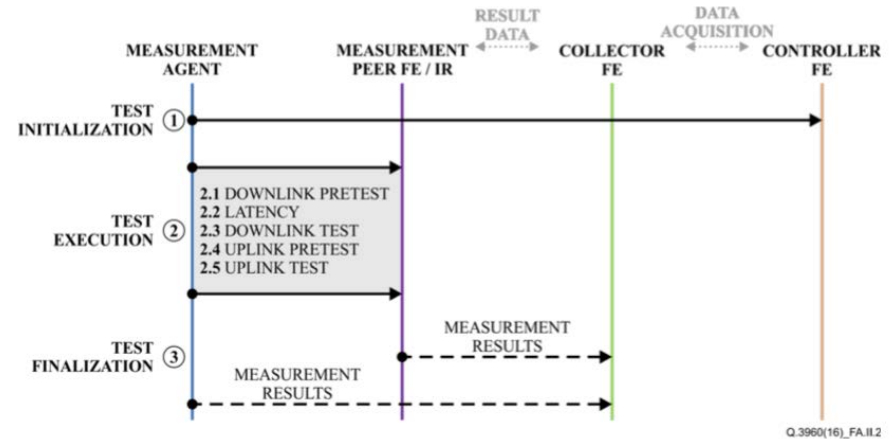 RESULT
DATA
DATA
ACQUISITION
MEASUREMENT
AGENT
MEASUREMENT
PEER FE / IR
COLLECTOR
FE
CONTROLLER
FE
TEST
INITIALIZATION
1
2.1 DOWNLINK PRETEST
2.2 LATENCY
2.3 DOWNLINK TEST
2.4 UPLINK PRETEST
2.5 UPLINK TEST
TEST
EXECUTION
2
TEST
FINALIZATION
3
MEASUREMENT
RESULTS
MEASUREMENT
RESULTS
Q.3960(16)_FA.II.2